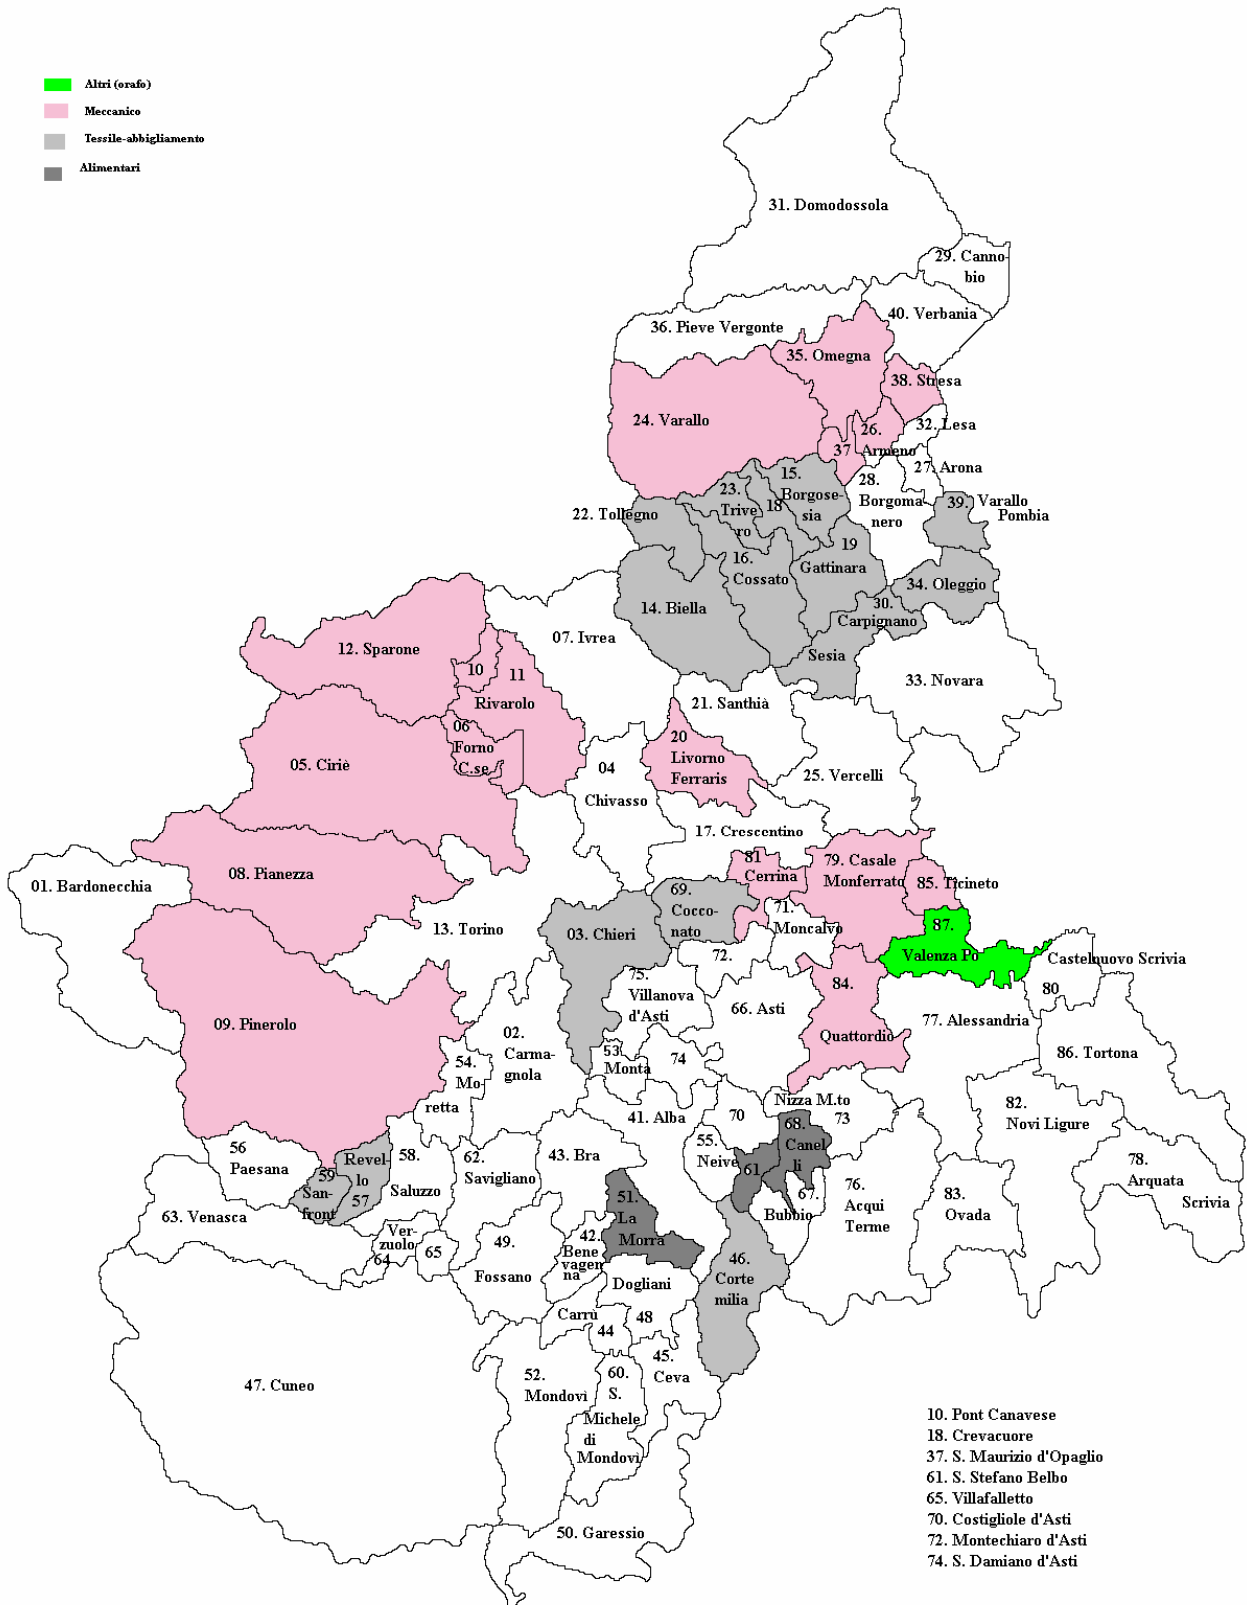 Altri (orafo)
Meccanico
Tessile-abbigliamento
Alimentari
31. Domodossola
29. Canno-
bio
40. Verbania
36. Pieve Vergonte
35. Omegna
38. Stresa
24. Varallo
32. Lesa
26.
Armeno
37
27. Arona
28.
Borgoma-
nero
15.
Borgose-
sia
23.
Trive
ro
18
39. Varallo
Pombia
22. Tollegno
19
Gattinara
16.
Cossato
34. Oleggio
14. Biella
30.
Carpignano
Sesia
07. Ivrea
12. Sparone
10
11
Rivarolo
33. Novara
21. Santhià
06
Forno
C.se
20
Livorno
Ferraris
05. Ciriè
04
Chivasso
25. Vercelli
17. Crescentino
81
Cerrina
79. Casale
Monferrato
85. Ticineto
08. Pianezza
01. Bardonecchia
69.
Cocco-
nato
71.
Moncalvo
87.
Valenza Po
13. Torino
03. Chieri
72.
Castelnuovo Scrivia
80
75.
Villanova
d'Asti
84.
Quattordio
66. Asti
77. Alessandria
09. Pinerolo
02.
Carma-
gnola
53
Montà
74
86. Tortona
54.
Mo
retta
Nizza M.to
73
82.
Novi Ligure
41. Alba
70
68.
Canel-
li
56
Paesana
Revel-
lo
57
58.
Saluzzo
62.
Savigliano
43. Bra
55.
Neive
61
78.
Arquata
Scrivia
59
San-
front
51.
La
Morra
67.
Bubbio
76.
Acqui
Terme
83.
Ovada
63. Venasca
Ver-
zuolo
64
65
49.
Fossano
42.
Bene
vagen
na
46.
Corte
milia
Dogliani
48
Carrù
44
45.
Ceva
47. Cuneo
52.
Mondovì
60.
S.
Michele
di
Mondovì
50. Garessio
10. Pont Canavese
18. Crevacuore
37. S. Maurizio d'Opaglio
61. S. Stefano Belbo
65. Villafalletto
70. Costigliole d'Asti
72. Montechiaro d'Asti
74. S. Damiano d'Asti